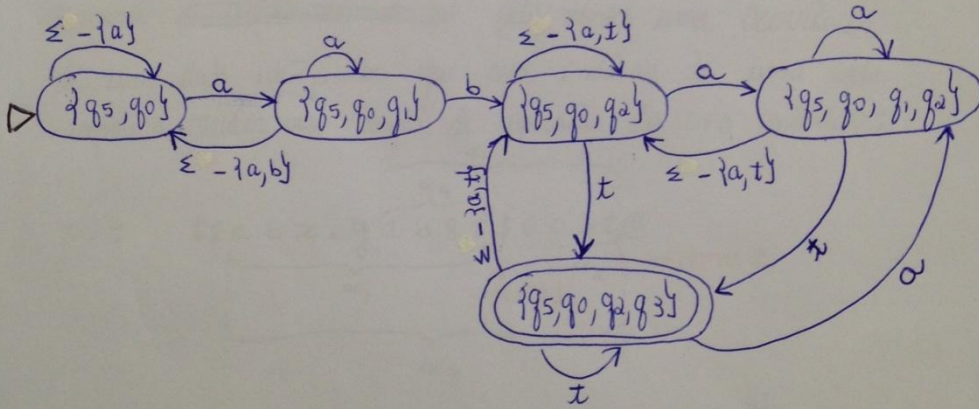 Σ - {a}
a
Σ - {a,t}
a
{q5,q0}
a
{q5,q0,q1}
b
{q5,q0,q2}
a
{q5,q0, q1,q2}
Σ - {a,b}
Σ - {a,t}
Σ - {a,t}
t
t
a
{q5,q0,q2,q3}
t